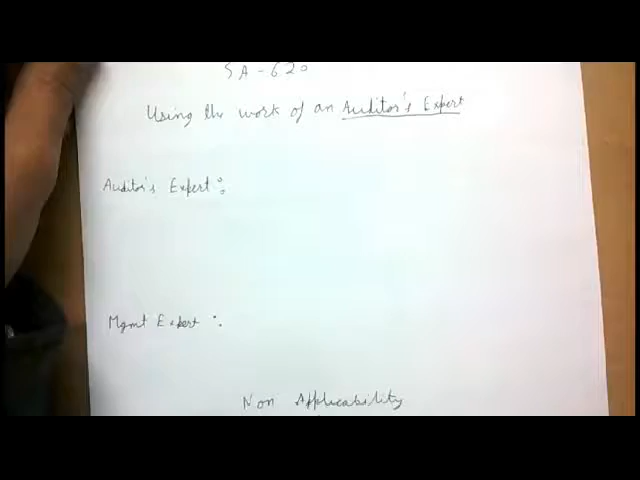 SA - 620
Using the work of an Auditor's Expert
Auditor's Expert :
Mgmt Expert :
Non Applicability